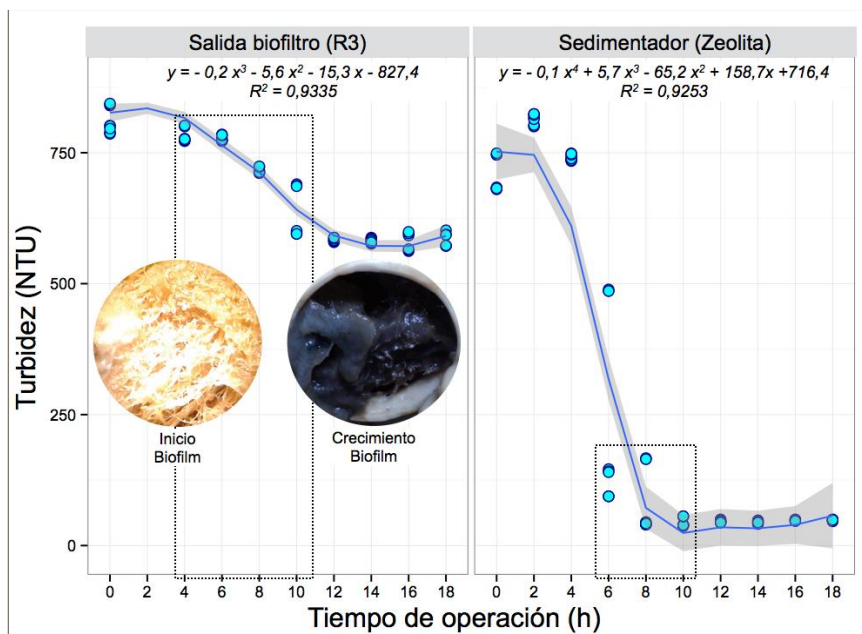 Salida biofiltro (R3)
Sedimentador (Zeolita)
y = - 0,2 x³ - 5,6 x² - 15,3 x - 827,4
R² = 0,9335
y = - 0,1 x⁴ + 5,7 x³ - 65,2 x² + 158,7x +716,4
R² = 0,9253
Turbidez (NTU)
750
500
250
0
Inicio
Biofilm
Crecimiento
Biofilm
0 2 4 6 8 10 12 14 16 18
0 2 4 6 8 10 12 14 16 18
Tiempo de operación (h)